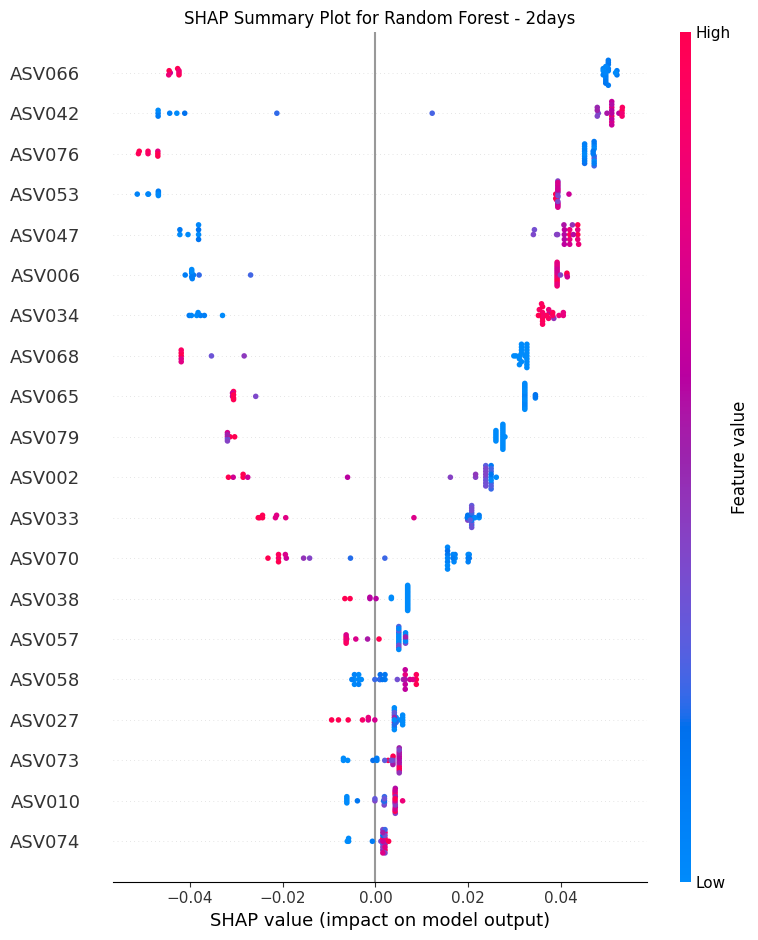 SHAP Summary Plot for Random Forest - 2days
High
ASV066
ASV042
ASV076
ASV053
ASV047
ASV006
ASV034
ASV068
ASV065
ASV079
ASV002
ASV033
ASV070
ASV038
ASV057
ASV058
ASV027
ASV073
ASV010
ASV074
Feature value
Low
−0.04 −0.02 0.00 0.02 0.04
SHAP value (impact on model output)